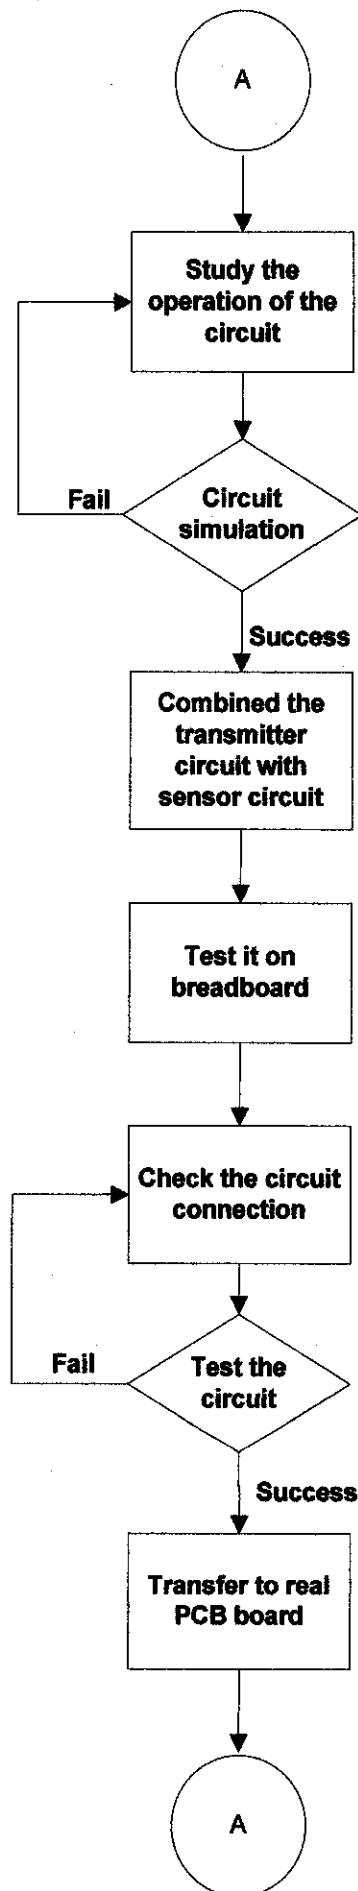 A
Study the
operation of the
circuit
Fail
Circuit
simulation
Success
Combined the
transmitter
circuit with
sensor circuit
Test it on
breadboard
Check the circuit
connection
Fail
Test the
circuit
Success
Transfer to real
PCB board
A